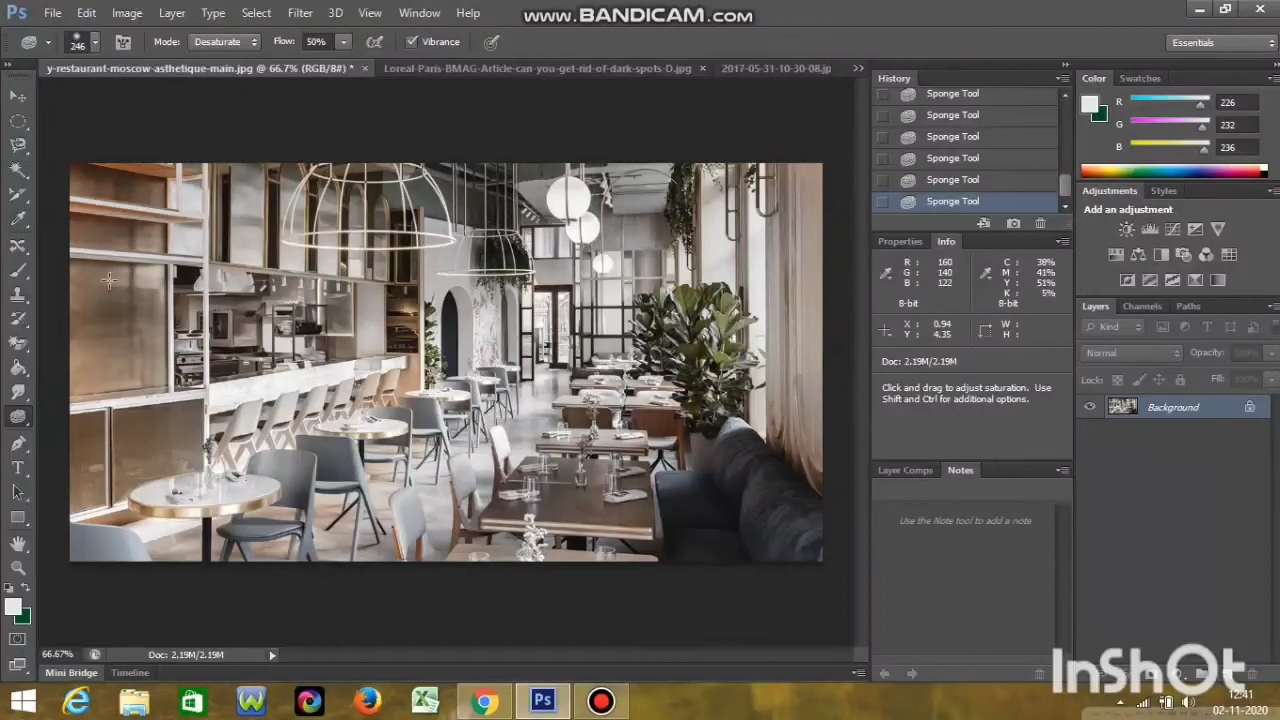 Ps File Edit Image Layer Type Select Filter 3D View Window Help
www.BANDICAM.com
246 Mode: Desaturate Flow: 50% Vibrance Essentials
y-restaurant-moscow-asthetique-main.jpg @ 66.7% (RGB/8#) * Loreal-Paris-BMAG-Article-can-you-get-rid-of-dark-spots-D.jpg 2017-05-31-10-30-08.jp
History
Sponge Tool
Sponge Tool
Sponge Tool
Sponge Tool
Sponge Tool
Sponge Tool
Properties Info
R : 160 C : 38%
G : 140 M : 41%
B : 122 Y : 51%
K : 5%
8-bit 8-bit
X : 0.94 W :
Y : 4.35 H :
Doc: 2.19M/2.19M
Click and drag to adjust saturation. Use
Shift and Ctrl for additional options.
Layer Comps Notes
Use the Note tool to add a note
Color Swatches
R 226
G 232
B 236
Adjustments Styles
Add an adjustment
Layers Channels Paths
Kind
Normal Opacity: 100%
Lock: Fill: 100%
Background
66.67% Doc: 2.19M/2.19M
Mini Bridge Timeline
InShOt
Ps
12:41
02-11-2020